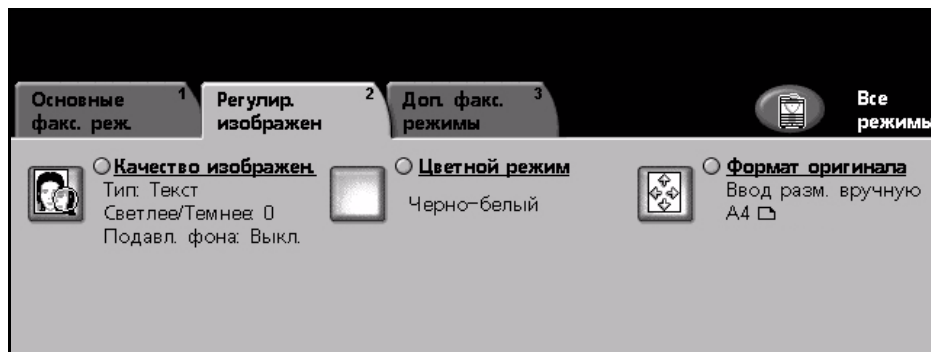 Основные 1
факс. реж.
Регулир. 2
изображен
Доп. факс. 3
режимы
Все
режимы
Качество изображен.
Тип: Текст
Светлее/Темнее: 0
Подавл. фона: Выкл.
Цветной режим
Черно-белый
Формат оригинала
Ввод разм. вручную
A4